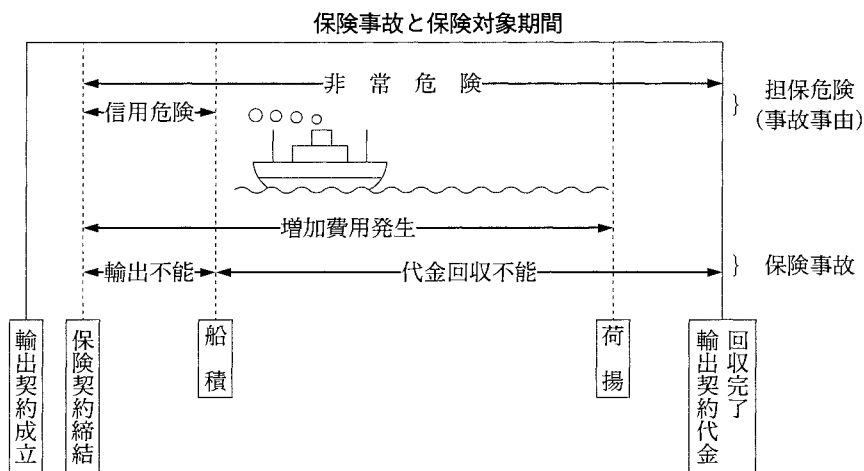 保険事故と保険対象期間
非常危険
信用危険
担保危険
（事故事由）
増加費用発生
輸出不能
代金回収不能
保険事故
輸出契約成立
保険契約締結
船積
荷揚
回収完了
輸出契約代金